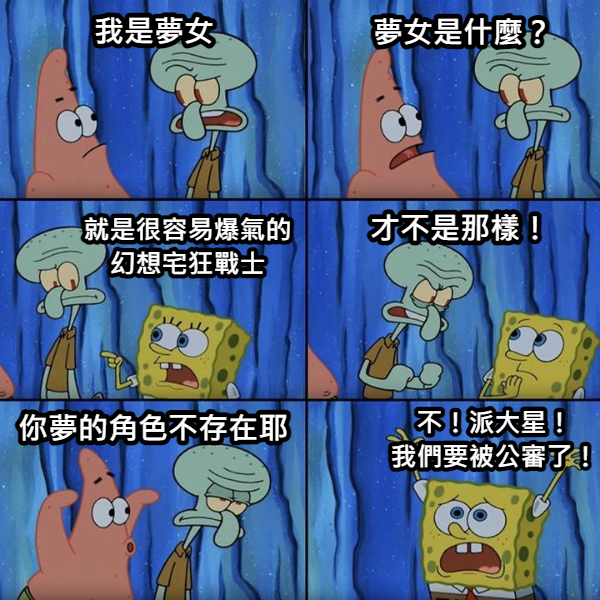 我是夢女
夢女是什麼？
就是很容易爆氣的
幻想宅狂戰士
才不是那樣！
你夢的角色不存在耶
不！派大星！
我們要被公審了！